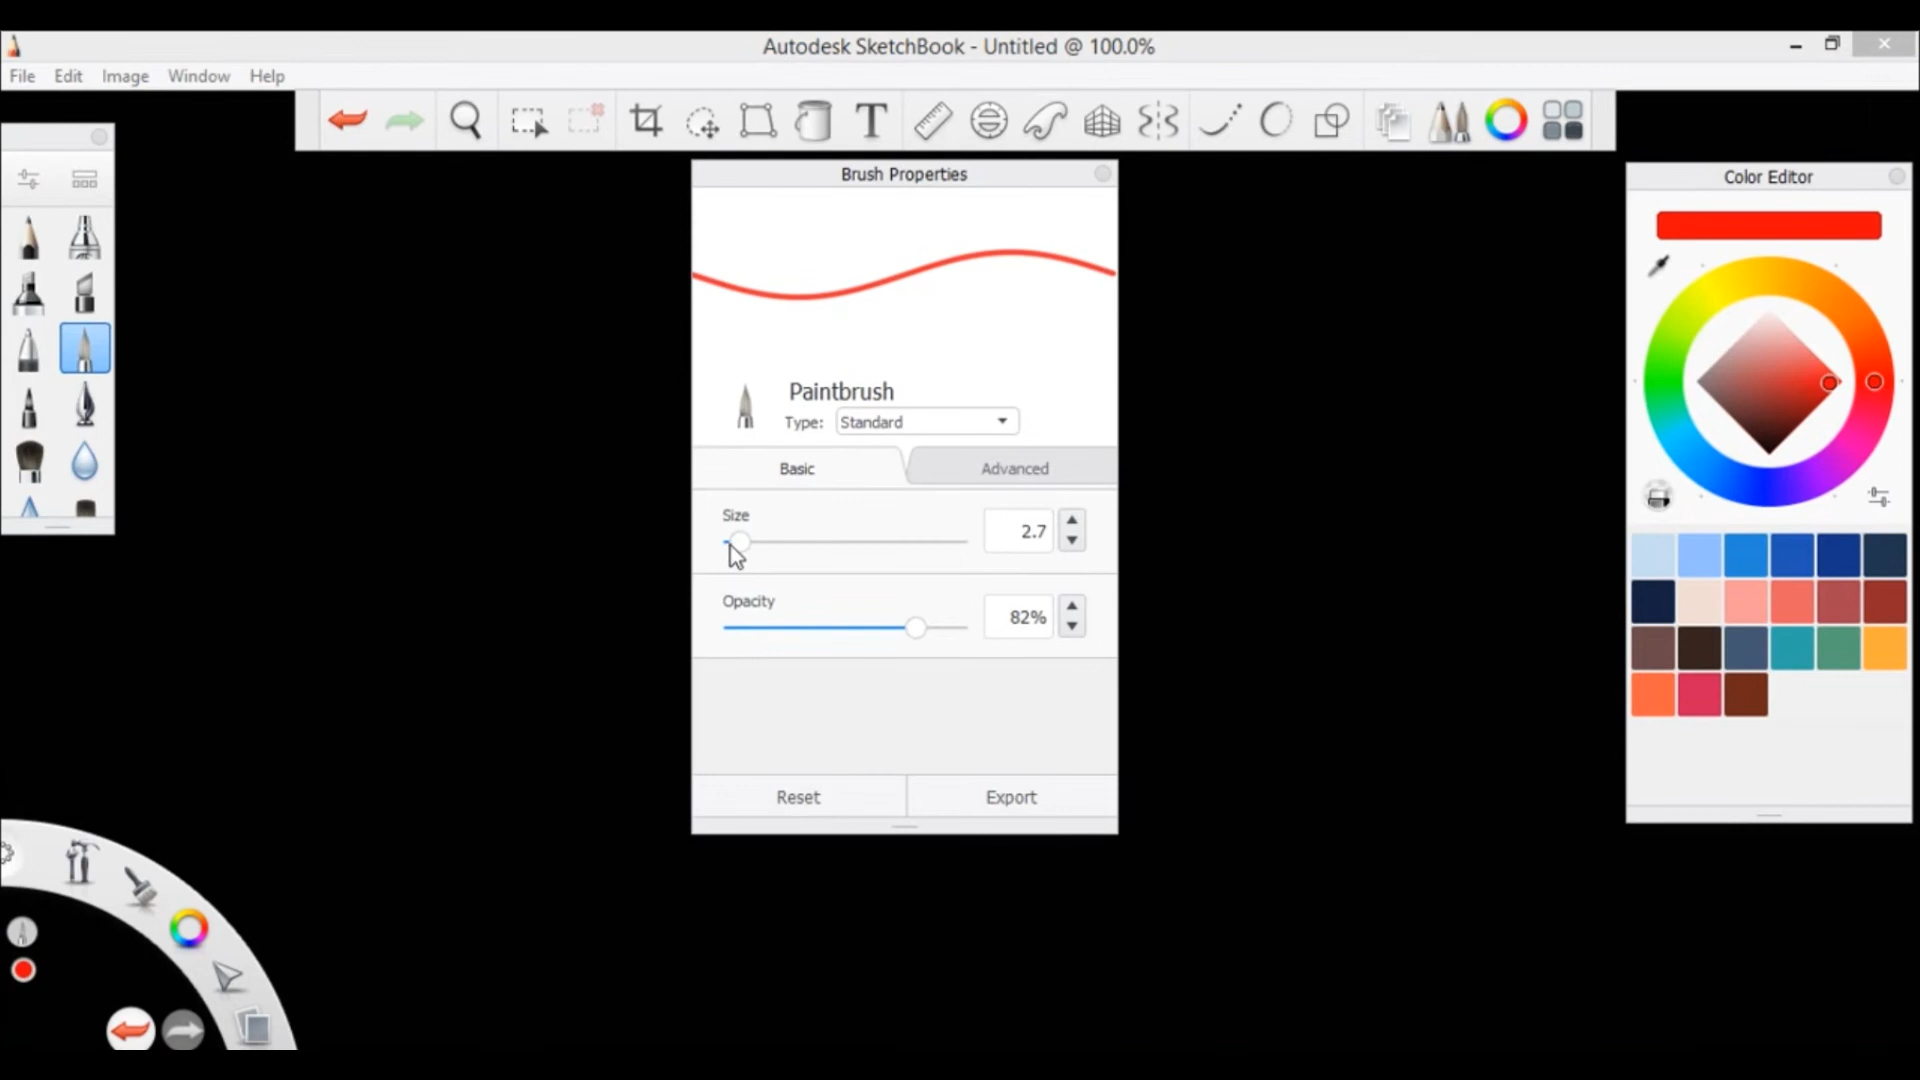 Autodesk SketchBook - Untitled @ 100.0%
File Edit Image Window Help
T
Brush Properties
Color Editor
Paintbrush
Type: Standard
Basic Advanced
Size
2.7
Opacity
82%
Reset Export